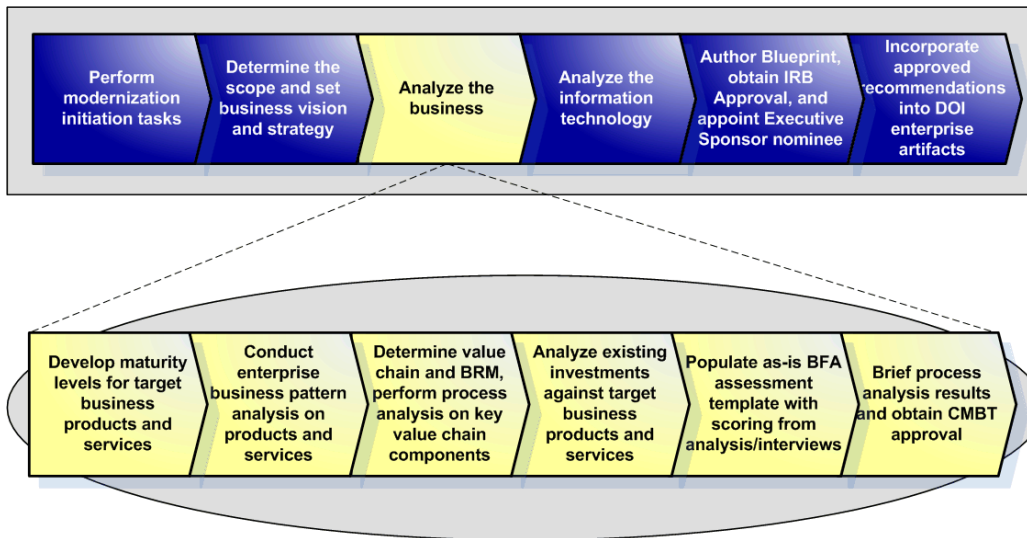 Perform
modernization
initiation tasks
Determine the
scope and set
business vision
and strategy
Analyze the
business
Analyze the
information
technology
Author Blueprint,
obtain IRB
Approval, and
appoint Executive
Sponsor nominee
Incorporate
approved
recommendations
into DOI
enterprise
artifacts
Develop maturity
levels for target
business
products and
services
Conduct
enterprise
business pattern
analysis on
products and
services
Determine value
chain and BRM,
perform process
analysis on key
value chain
components
Analyze existing
investments
against target
business
products and
services
Populate as-is BFA
assessment
template with
scoring from
analysis/interviews
Brief process
analysis results
and obtain CMBT
approval